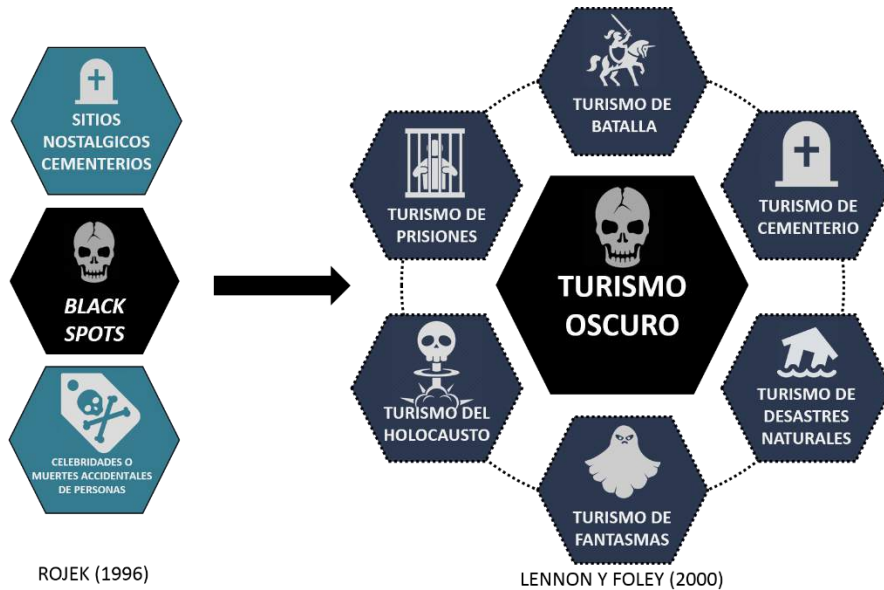 SITIOS
NOSTALGICOS
CEMENTERIOS
BLACK
SPOTS
CELEBRIDADES O
MUERTES ACCIDENTALES
DE PERSONAS
ROJEK (1996)
TURISMO DE
BATALLA
TURISMO DE
PRISIONES
TURISMO DE
CEMENTERIO
TURISMO
OSCURO
TURISMO DEL
HOLOCAUSTO
TURISMO DE
DESASTRES
NATURALES
TURISMO DE
FANTASMAS
LENNON Y FOLEY (2000)